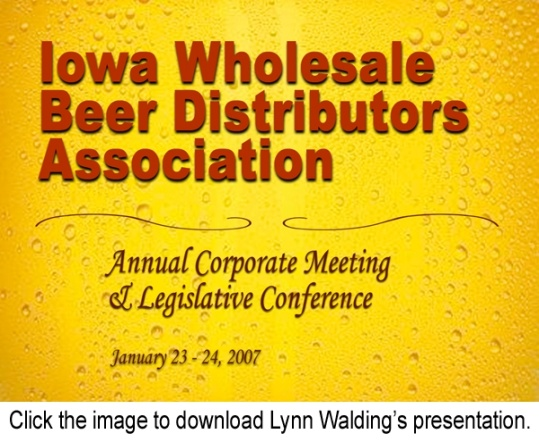 Iowa Wholesale
Beer Distributors
Association
Annual Corporate Meeting
& Legislative Conference
January 23 - 24, 2007
Click the image to download Lynn Walding's presentation.